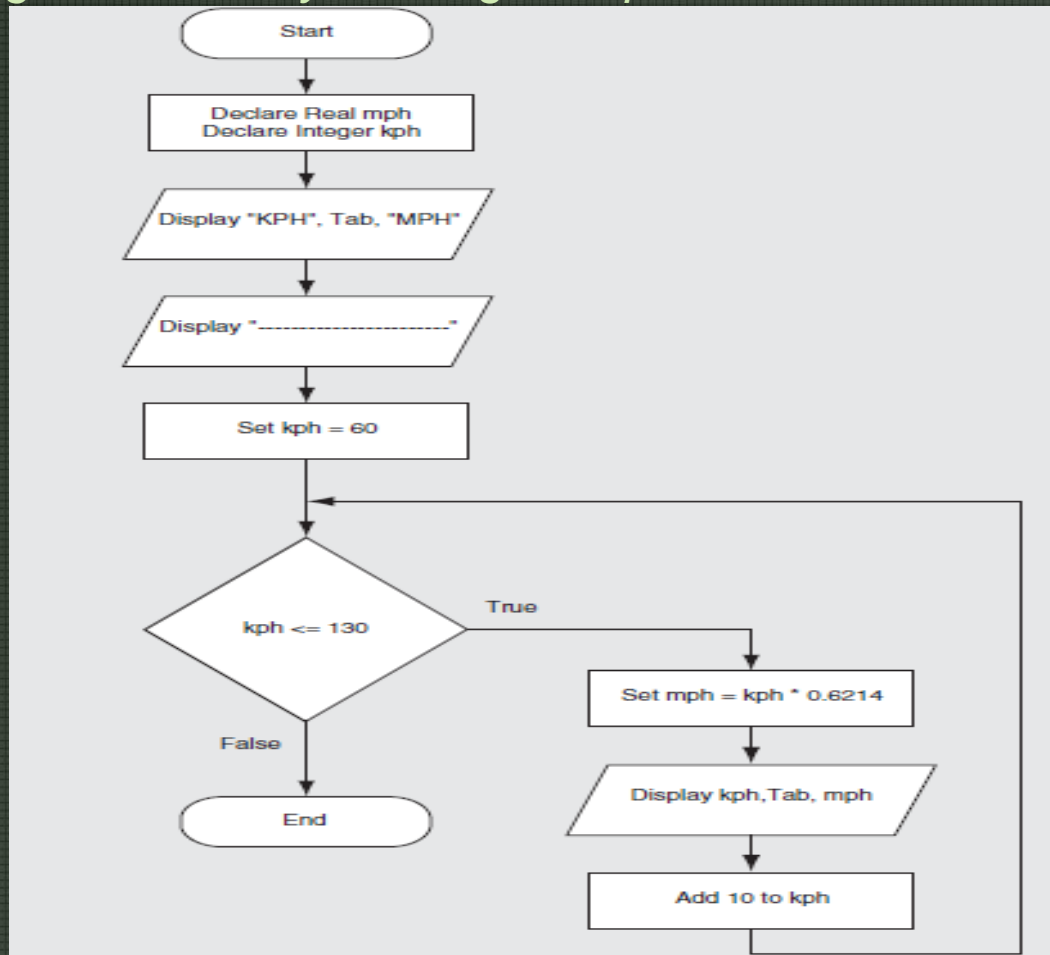 Start
Declare Real mph
Declare Integer kph
Display "KPH", Tab, "MPH"
Display "-----------------------"
Set kph = 60
kph <= 130
True
Set mph = kph * 0.6214
Display kph,Tab, mph
Add 10 to kph
False
End